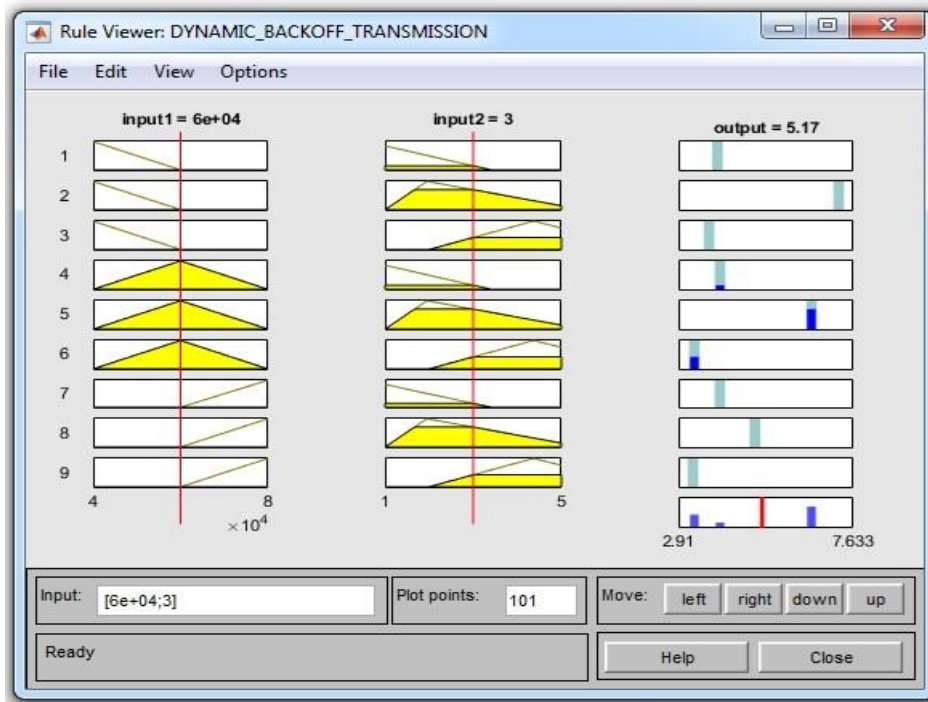 Rule Viewer: DYNAMIC_BACKOFF_TRANSMISSION
File Edit View Options
input1 = 6e+04 input2 = 3 output = 5.17
1
2
3
4
5
6
7
8
9
4 8 1 5
× 10^4
2.91 7.633
Input: [6e+04;3] Plot points: 101 Move: left right down up
Ready Help Close